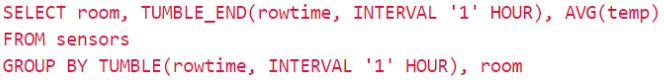 SELECT room, TUMBLE_END(rowtime, INTERVAL '1' HOUR), AVG(temp)
FROM sensors
GROUP BY TUMBLE(rowtime, INTERVAL '1' HOUR), room